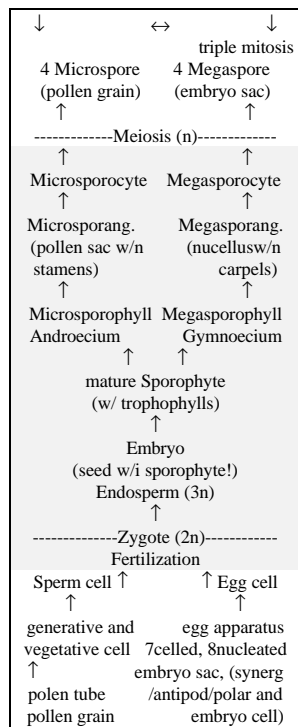 ↓ ↔ ↓
triple mitosis
4 Microspore 4 Megaspore
(pollen grain) (embryo sac)
↑ ↑
-------------Meiosis (n)-------------
↑ ↑
Microsporocyte Megasporocyte
↑ ↑
Microsporang. Megasporang.
(pollen sac w/n (nucellusw/n
stamens) carpels)
↑ ↑
Microsporophyll Megasporophyll
Androecium Gymnoecium
↑ ↑
mature Sporophyte
(w/ trophophylls)
↑
Embryo
(seed w/i sporophyte!)
Endosperm (3n)
↑
--------------Zygote (2n)------------
Fertilization
Sperm cell ↑ ↑ Egg cell
↑ ↑
generative and egg apparatus
vegetative cell 7celled, 8nucleated
↑ embryo sac, (synerg
polen tube /antipod/polar and
pollen grain embryo cell)